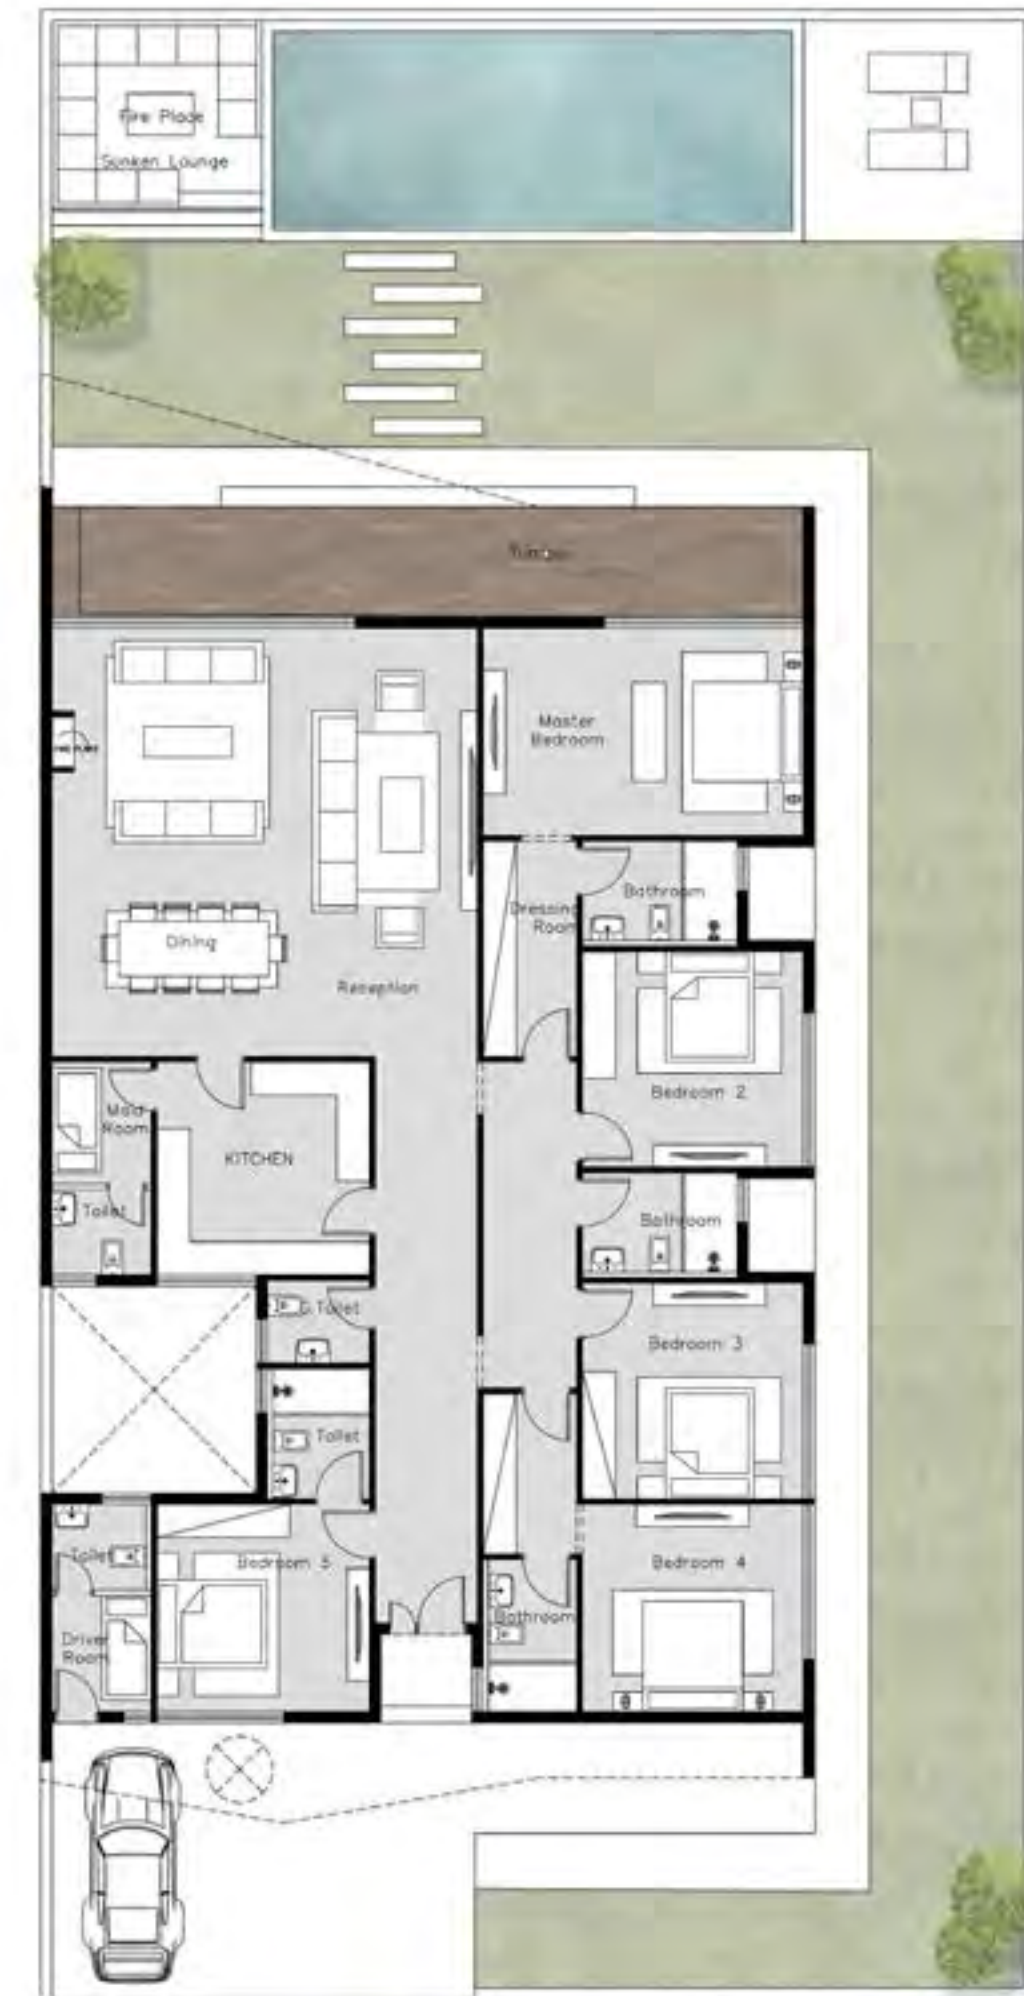 Fire Place
Sunken Lounge
Master
Bedroom
Bathroom
Dressing
Room
Dining
Reception
Bedroom 2
Maid
Room
KITCHEN
Toilet
Bathroom
G.Toilet
Bedroom 3
Toilet
Toilet
Bedroom 5
Bedroom 4
Bathroom
Driver
Room